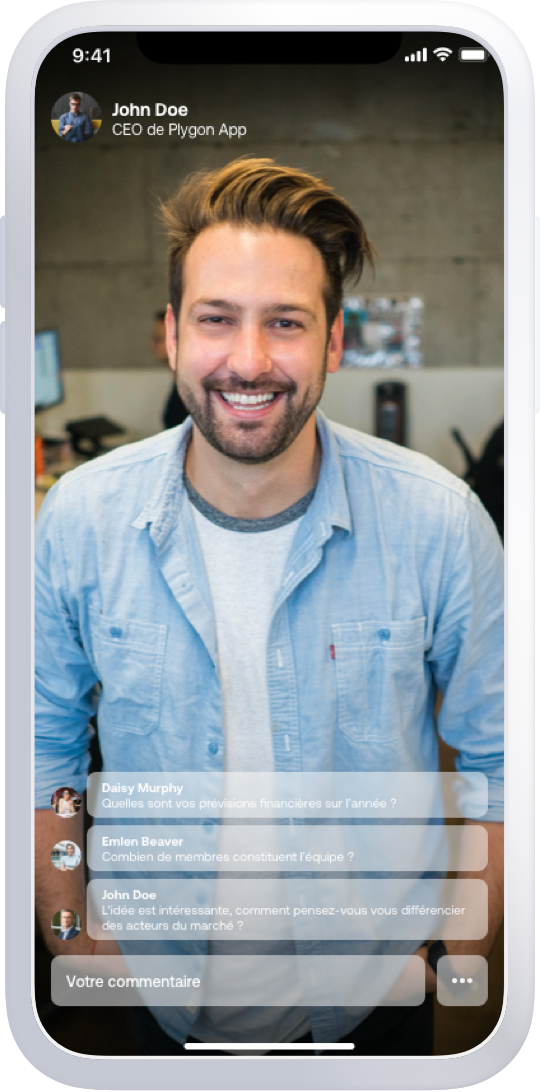 9:41
John Doe
CEO de Plygon App
Daisy Murphy
Quelles sont vos prévisions financières sur l'année ?
Emlen Beaver
Combien de membres constituent l'équipe ?
John Doe
L'idée est intéressante, comment pensez-vous vous différencier
des acteurs du marché ?
Votre commentaire